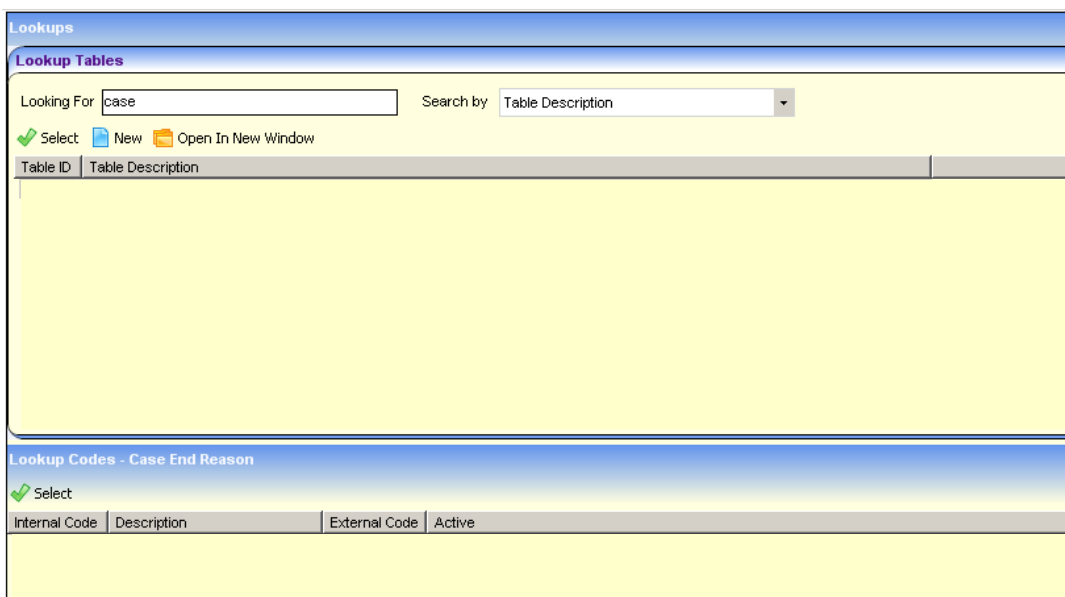 Lookups
Lookup Tables
Looking For case Search by Table Description
Select New Open In New Window
Table ID Table Description
Lookup Codes - Case End Reason
Select
Internal Code Description External Code Active